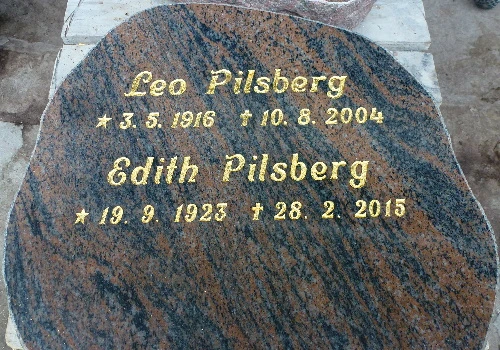 Leo Pilsberg
★ 3. 5. 1916 ✝ 10. 8. 2004
Edith Pilsberg
★ 19. 9. 1923 ✝ 28. 2. 2015